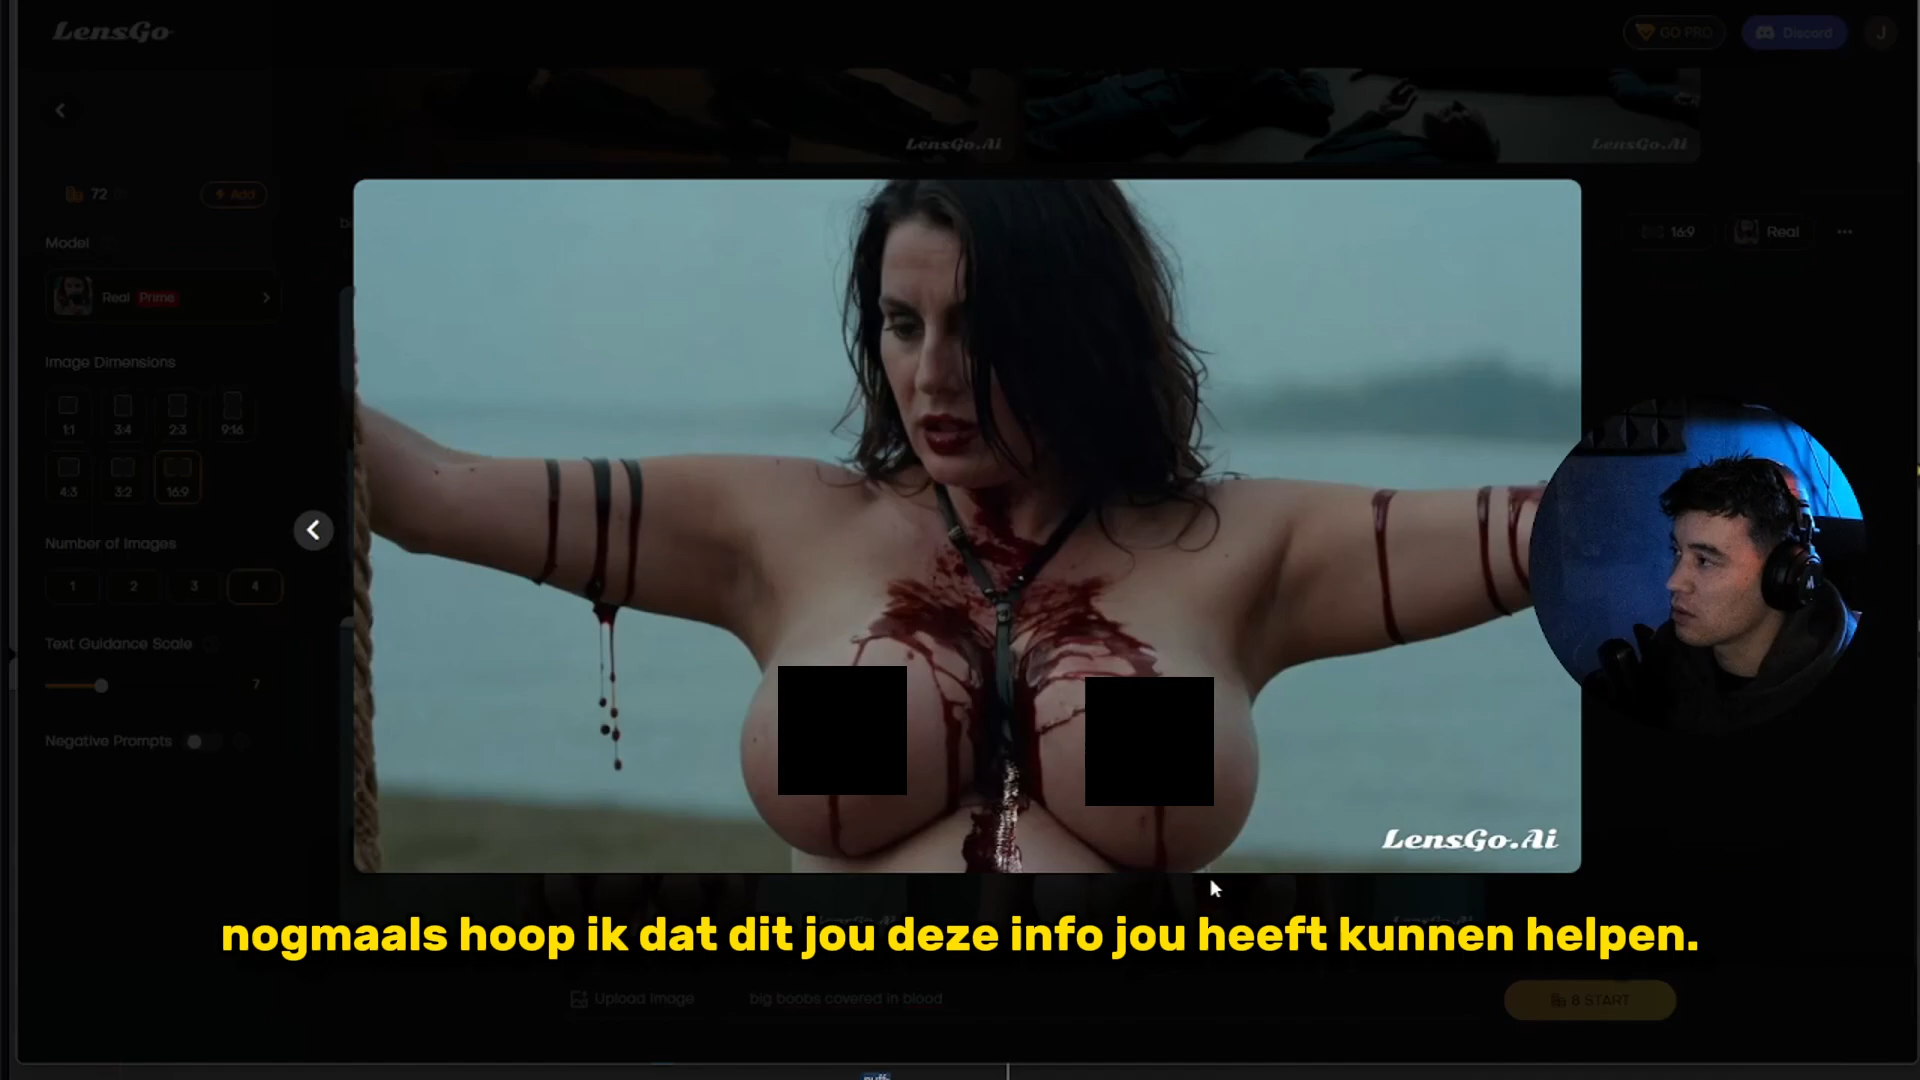 LensGo
GO PRO
Discord
J
LensGo.Ai
LensGo.Ai
72
Add
Model
16:9
Real
Real Prime
Image Dimensions
1:1
3:4
2:3
9:16
4:3
3:2
16:9
Number of Images
1
2
3
4
Text Guidance Scale
7
Negative Prompts
LensGo.Ai
nogmaals hoop ik dat dit jou deze info jou heeft kunnen helpen.
Upload Image
big boobs covered in blood
8 START